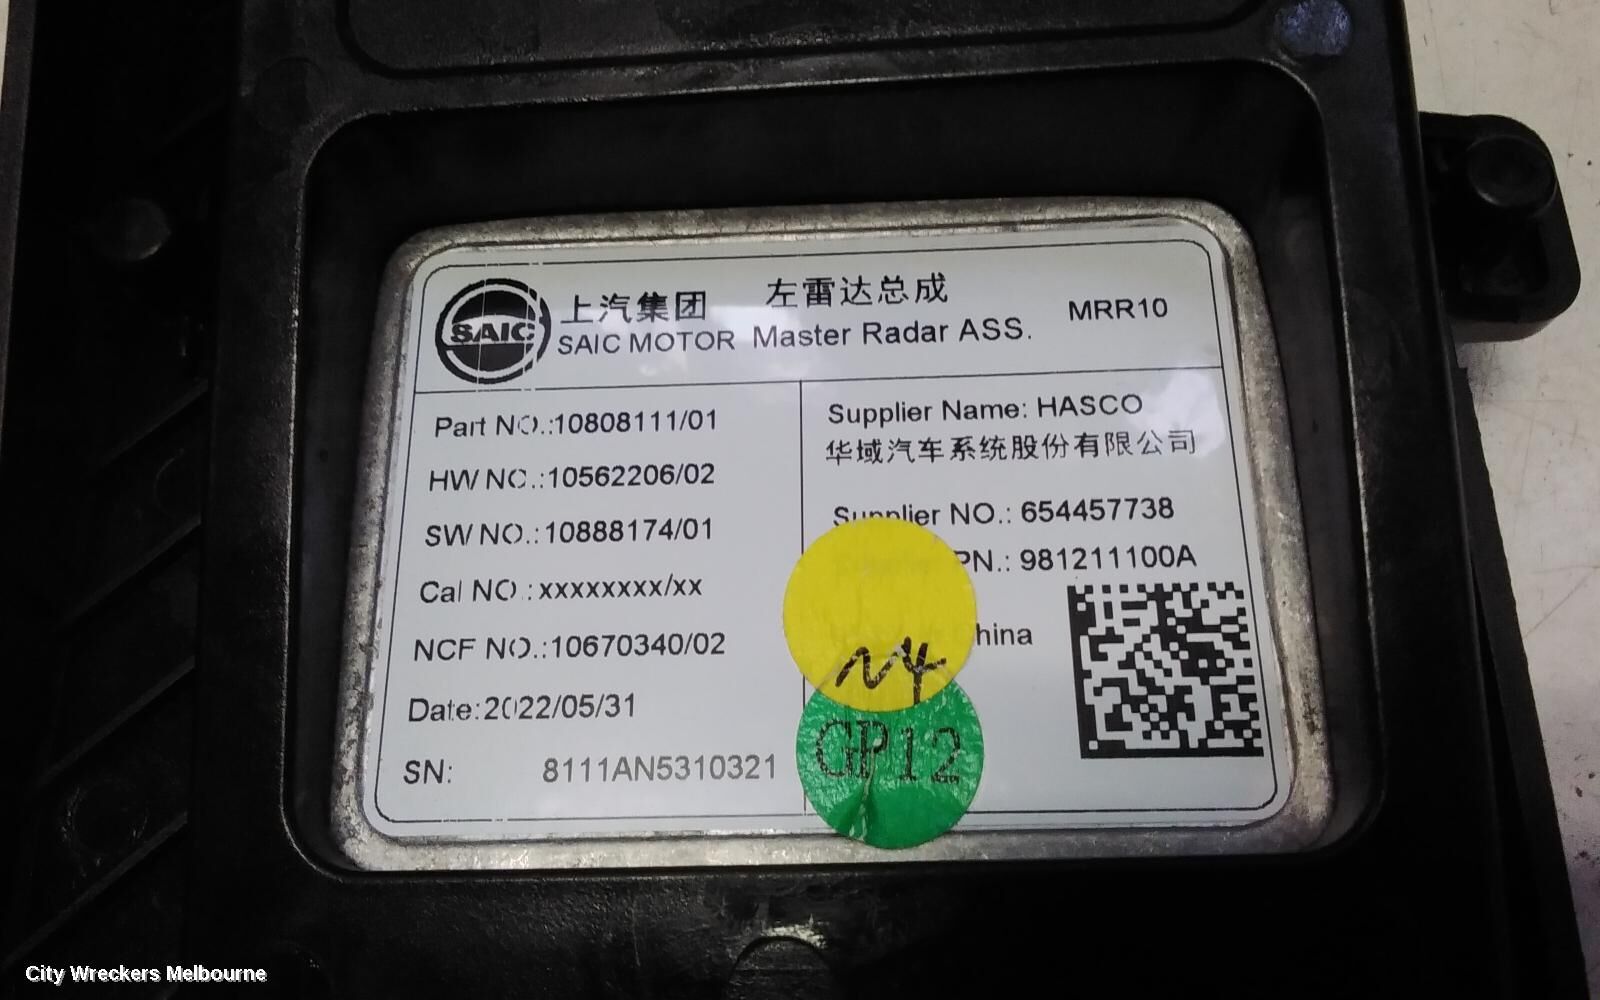 SAIC
上汽集团
SAIC MOTOR
左雷达总成
Master Radar ASS.
MRR10
Part NO.:10808111/01
HW NO.:10562206/02
SW NO.:10888174/01
Cal NO.:xxxxxxxx/xx
NCF NO.:10670340/02
Date:2022/05/31
SN: 8111AN5310321
Supplier Name: HASCO
华域汽车系统股份有限公司
Supplier NO.: 654457738
PN.: 981211100A
hina
GP12
City Wreckers Melbourne